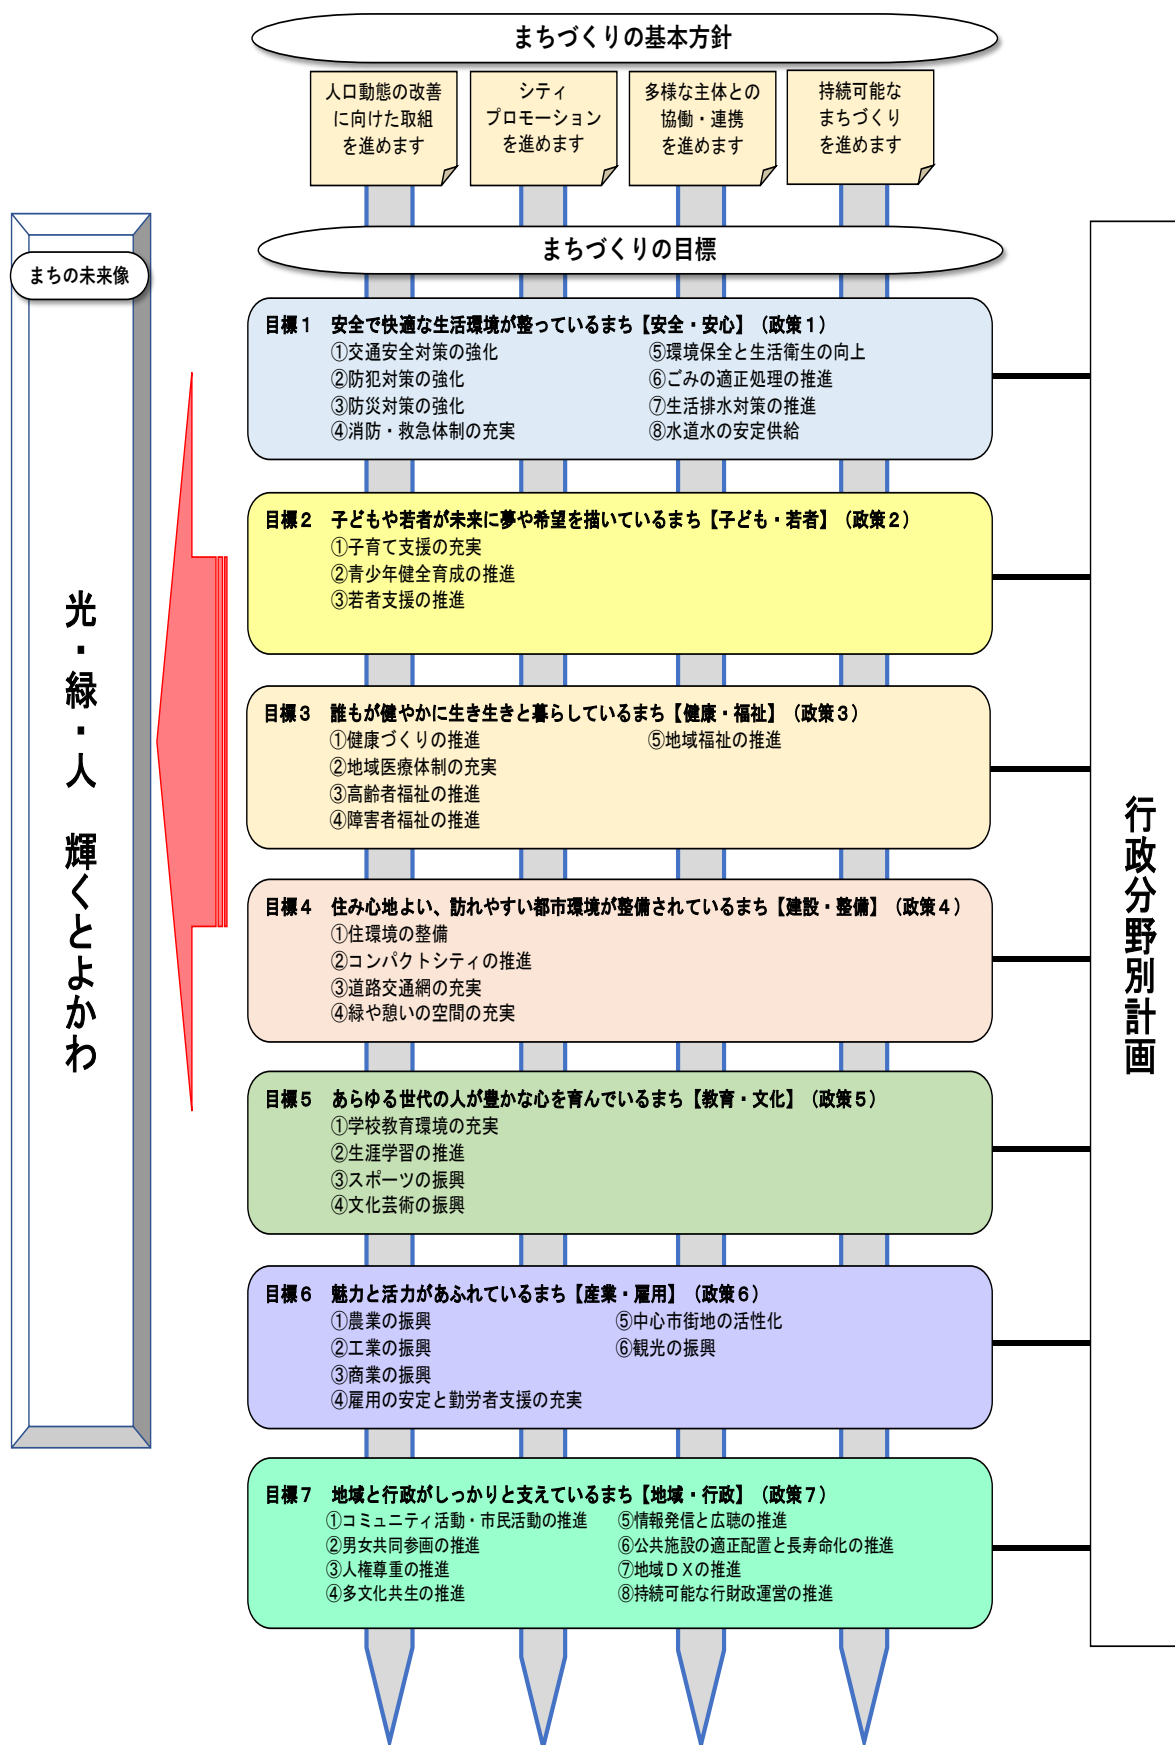 まちづくりの基本方針
人口動態の改善
に向けた取組
を進めます
シティ
プロモーション
を進めます
多様な主体との
協働・連携
を進めます
持続可能な
まちづくり
を進めます
まちの未来像
光・緑・人　輝くとよかわ
まちづくりの目標
目標１　安全で快適な生活環境が整っているまち【安全・安心】（政策１）
①交通安全対策の強化
②防犯対策の強化
③防災対策の強化
④消防・救急体制の充実
⑤環境保全と生活衛生の向上
⑥ごみの適正処理の推進
⑦生活排水対策の推進
⑧水道水の安定供給
目標２　子どもや若者が未来に夢や希望を描いているまち【子ども・若者】（政策２）
①子育て支援の充実
②青少年健全育成の推進
③若者支援の推進
目標３　誰もが健やかに生き生きと暮らしているまち【健康・福祉】（政策３）
①健康づくりの推進
②地域医療体制の充実
③高齢者福祉の推進
④障害者福祉の推進
⑤地域福祉の推進
目標４　住み心地よい、訪れやすい都市環境が整備されているまち【建設・整備】（政策４）
①住環境の整備
②コンパクトシティの推進
③道路交通網の充実
④緑や憩いの空間の充実
目標５　あらゆる世代の人が豊かな心を育んでいるまち【教育・文化】（政策５）
①学校教育環境の充実
②生涯学習の推進
③スポーツの振興
④文化芸術の振興
目標６　魅力と活力があふれているまち【産業・雇用】（政策６）
①農業の振興
②工業の振興
③商業の振興
④雇用の安定と勤労者支援の充実
⑤中心市街地の活性化
⑥観光の振興
目標７　地域と行政がしっかりと支えているまち【地域・行政】（政策７）
①コミュニティ活動・市民活動の推進
②男女共同参画の推進
③人権尊重の推進
④多文化共生の推進
⑤情報発信と広聴の推進
⑥公共施設の適正配置と長寿命化の推進
⑦地域ＤＸの推進
⑧持続可能な行財政運営の推進
行政分野別計画